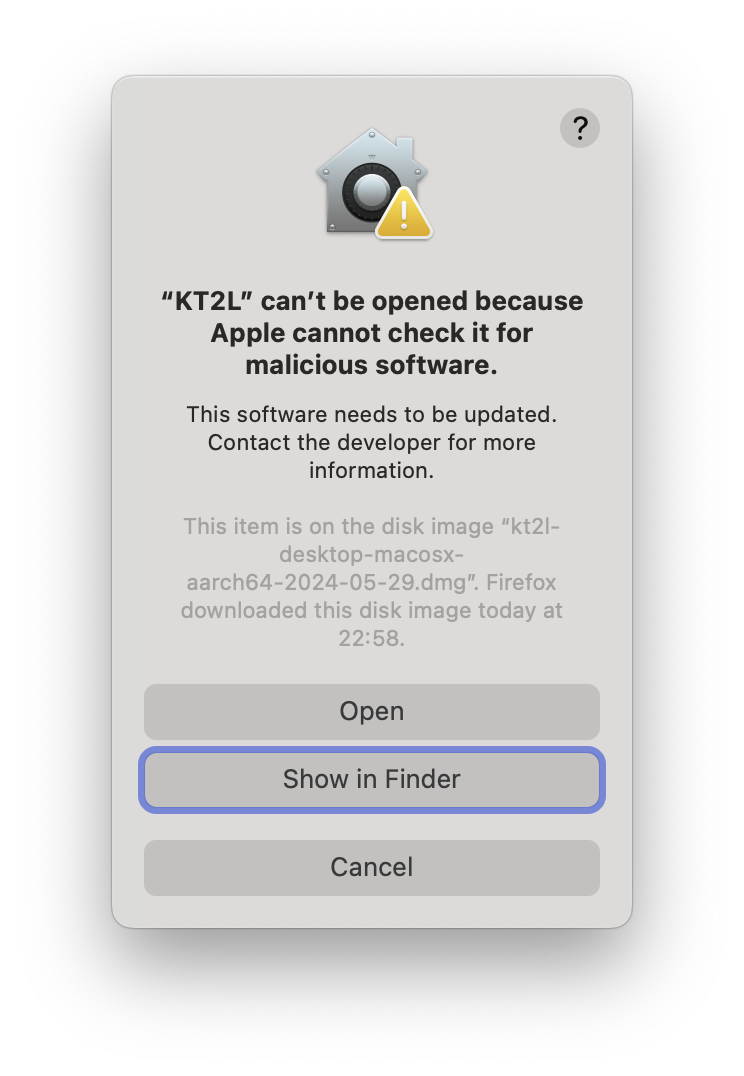 ?
“KT2L” can’t be opened because
Apple cannot check it for
malicious software.
This software needs to be updated.
Contact the developer for more
information.
This item is on the disk image “kt2l-
desktop-macosx-
aarch64-2024-05-29.dmg”. Firefox
downloaded this disk image today at
22:58.
Open
Show in Finder
Cancel